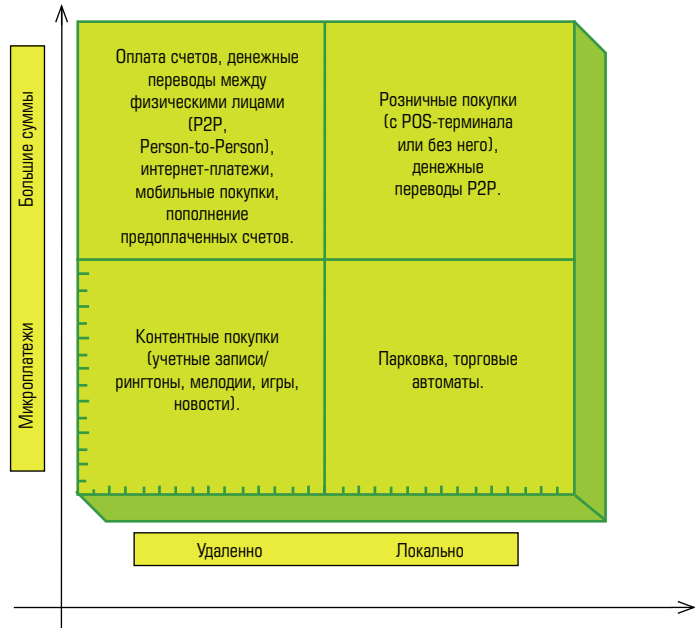 Большие суммы
Микроплатежи
Оплата счетов, денежные
переводы между
физическими лицами
(P2P,
Person-to-Person),
интернет-платежи,
мобильные покупки,
пополнение
предоплаченных счетов.
Розничные покупки
(с POS-терминала
или без него),
денежные
переводы P2P.
Контентные покупки
(учетные записи/
рингтоны, мелодии, игры,
новости).
Парковка, торговые
автоматы.
Удаленно
Локально